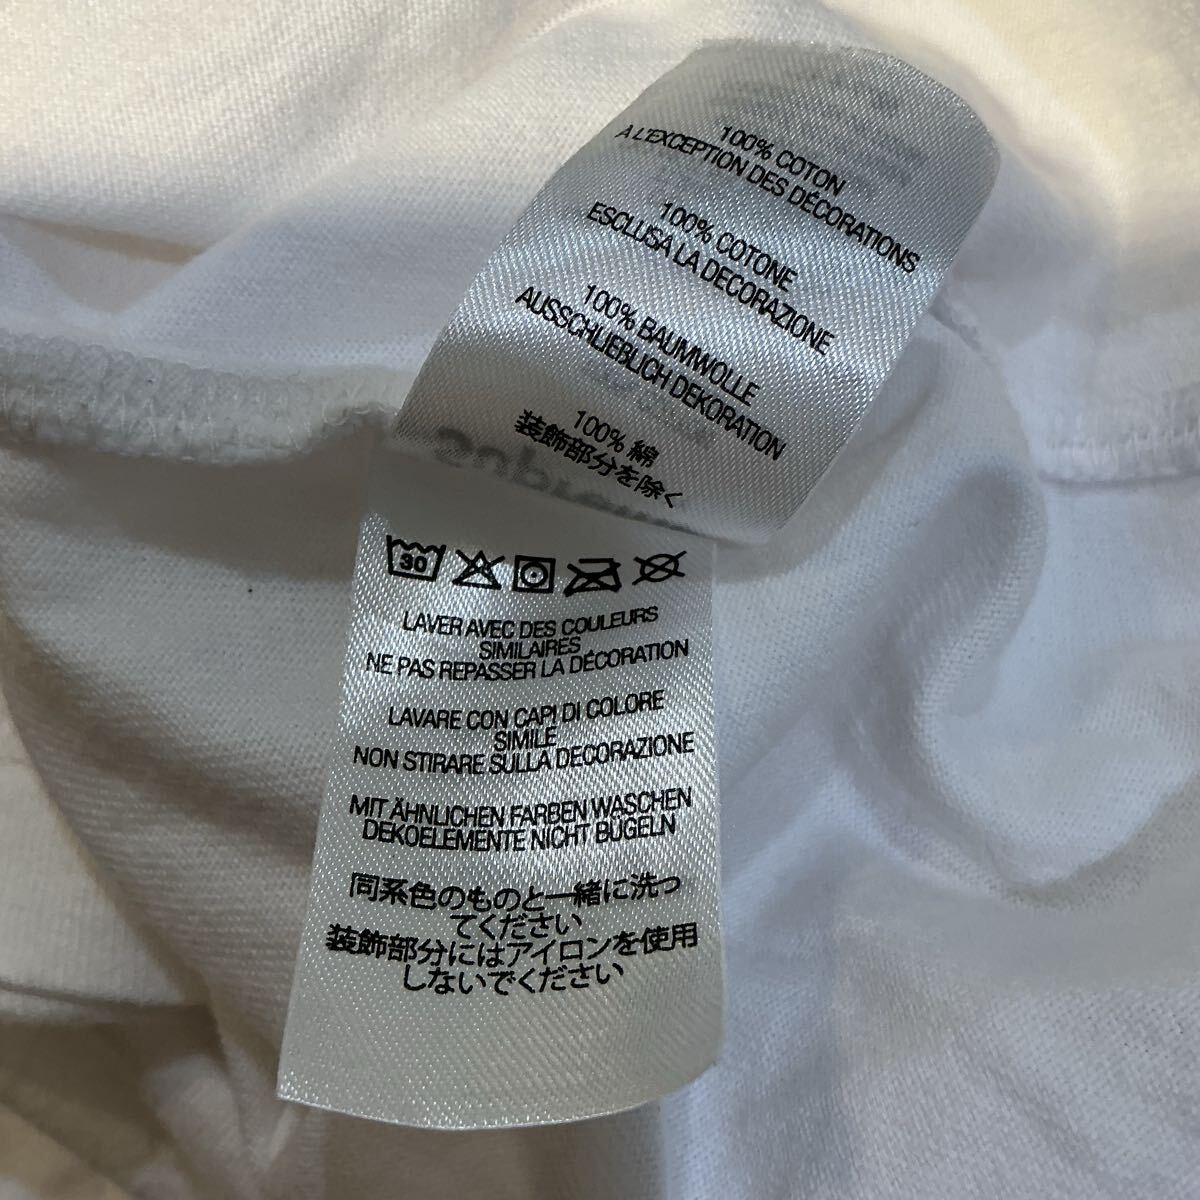 100% COTON
A L'EXCEPTION DES DÉCORATIONS
100% COTONE
ESCLUSA LA DECORAZIONE
100% BAUMWOLLE
AUSSCHLIEBLICH DEKORATION
100% 綿
装飾部分を除く
30
LAVER AVEC DES COULEURS
SIMILAIRES
NE PAS REPASSER LA DÉCORATION
LAVARE CON CAPI DI COLORE
SIMILE
NON STIRARE SULLA DECORAZIONE
MIT ÄHNLICHEN FARBEN WASCHEN
DEKOELEMENTE NICHT BÜGELN
同系色のものと一緒に洗っ
てください
装飾部分にはアイロンを使用
しないでください